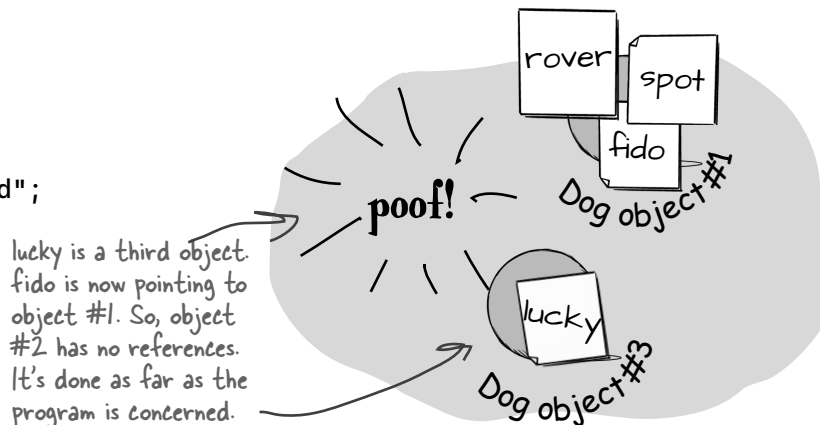 rover
spot
fido
Dog object#1
d";
poof!
lucky is a third object.
fido is now pointing to
object #1. So, object
#2 has no references.
It's done as far as the
program is concerned.
lucky
Dog object#3